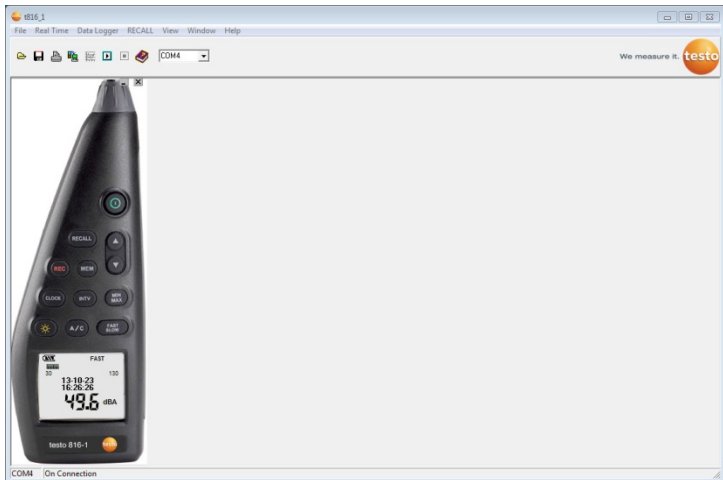 t816_1
File Real Time Data Logger RECALL View Window Help
COM4
We measure it. testo
RECALL
REC MEM
CLOCK INTV MIN MAX
A/C FAST SLOW
FAST
30 130
13-10-23
16:26:26
49.6 dBA
testo 816-1
COM4 On Connection